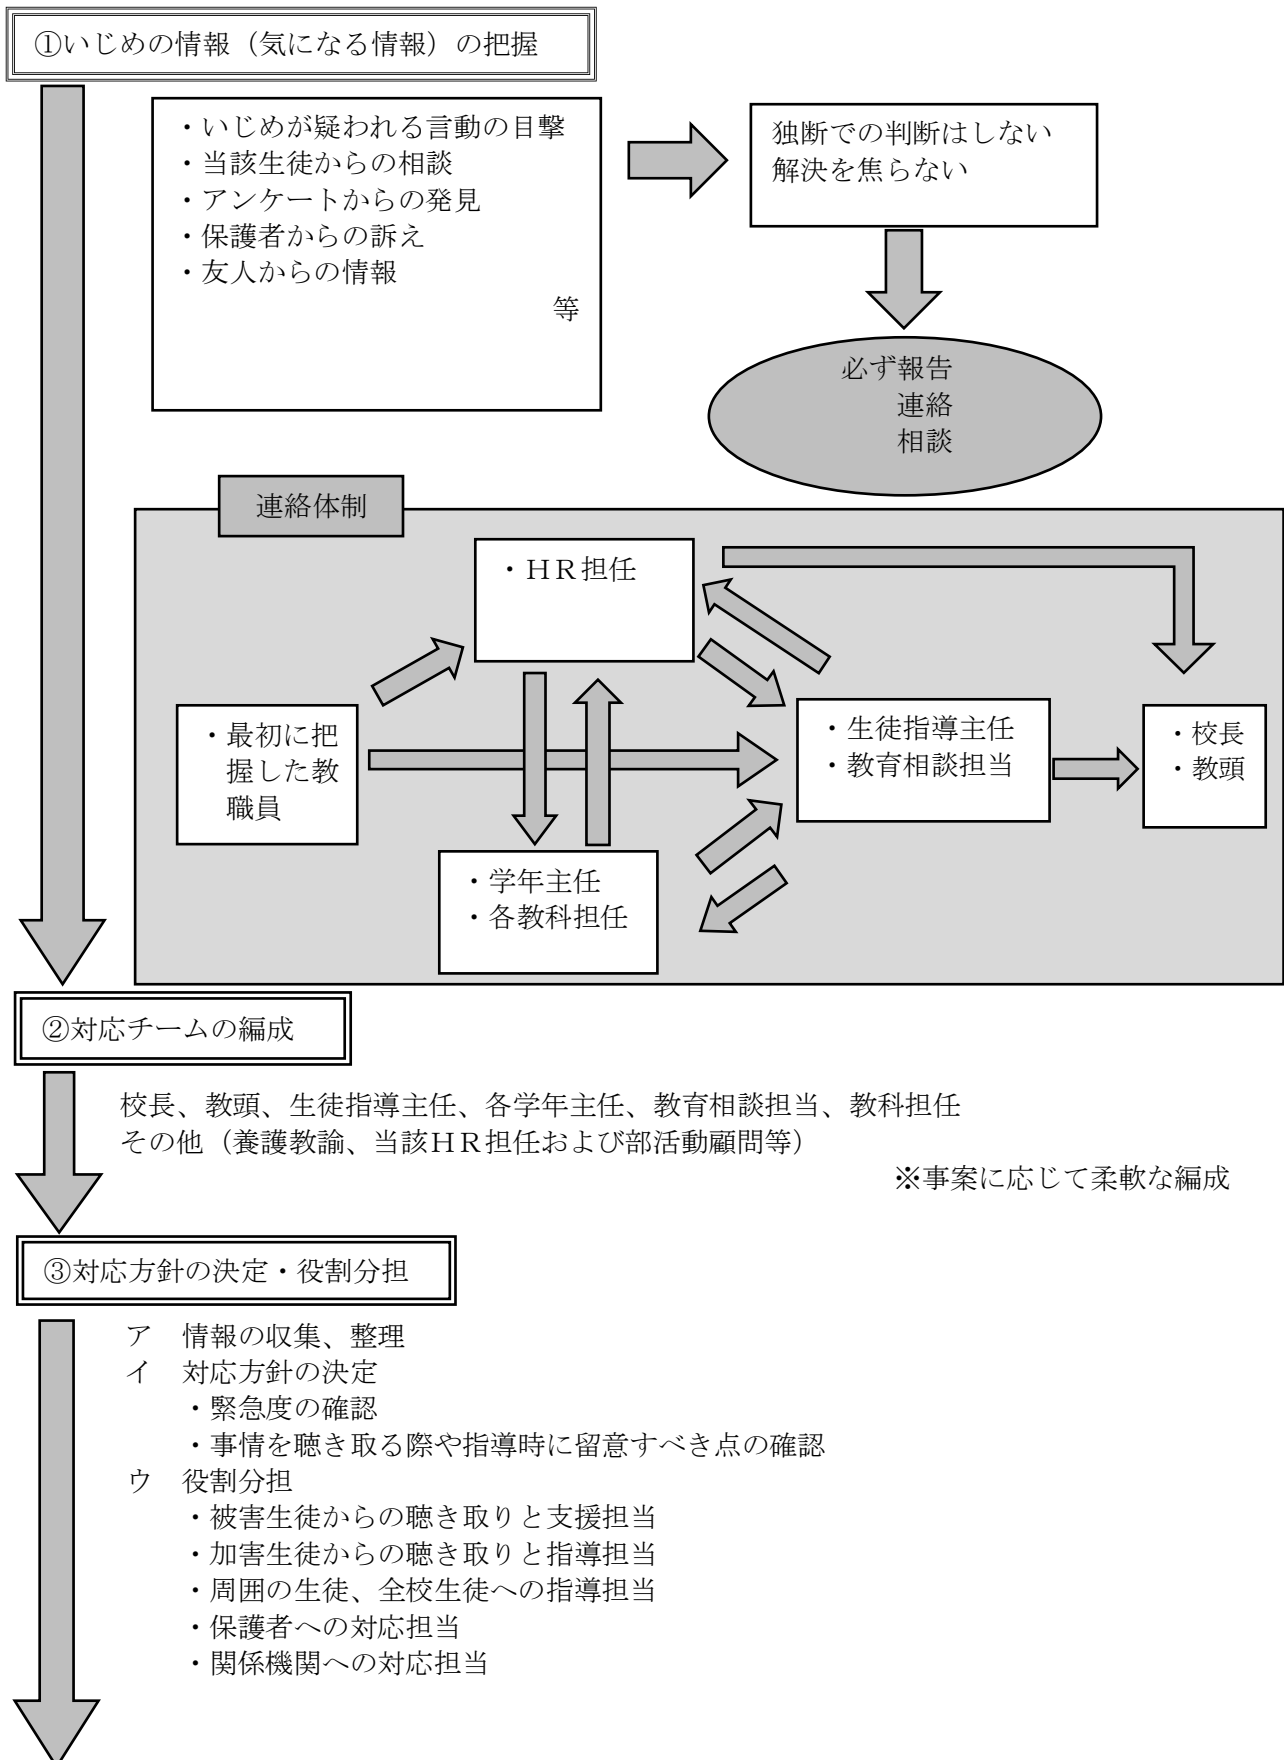 ①いじめの情報（気になる情報）の把握
・いじめが疑われる言動の目撃
・当該生徒からの相談
・アンケートからの発見
・保護者からの訴え
・友人からの情報
等
独断での判断はしない
解決を焦らない
必ず報告
連絡
相談
連絡体制
・ＨＲ担任
・最初に把
握した教
職員
・生徒指導主任
・教育相談担当
・校長
・教頭
・学年主任
・各教科担任
②対応チームの編成
校長、教頭、生徒指導主任、各学年主任、教育相談担当、教科担任
その他（養護教諭、当該ＨＲ担任および部活動顧問等）
※事案に応じて柔軟な編成
③対応方針の決定・役割分担
ア　情報の収集、整理
イ　対応方針の決定
・緊急度の確認
・事情を聴き取る際や指導時に留意すべき点の確認
ウ　役割分担
・被害生徒からの聴き取りと支援担当
・加害生徒からの聴き取りと指導担当
・周囲の生徒、全校生徒への指導担当
・保護者への対応担当
・関係機関への対応担当